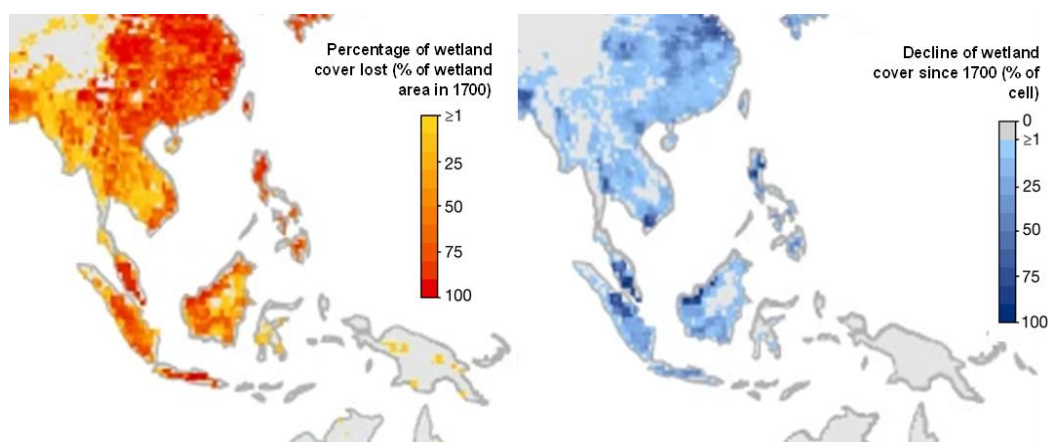 Percentage of wetland
cover lost (% of wetland
area in 1700)
≥1
25
50
75
100
Decline of wetland
cover since 1700 (% of
cell)
0
≥1
25
50
75
100